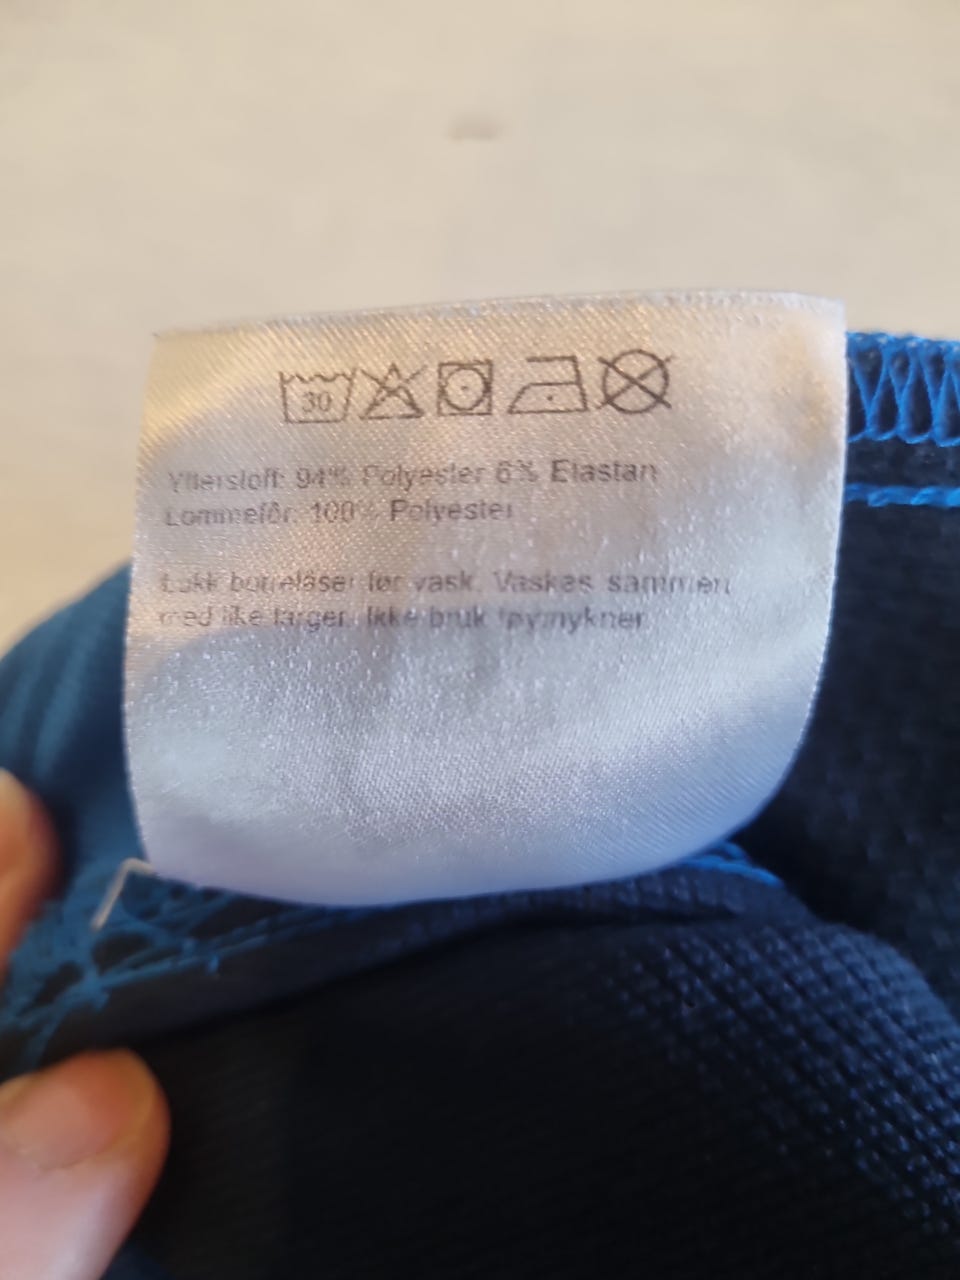 30
Ytterstoff: 94% Polyester 6% Elastan
Lommefôr: 100% Polyester
Lukk borrelåser før vask. Vaskes sammen
med like farger. Ikke bruk tøymykner.